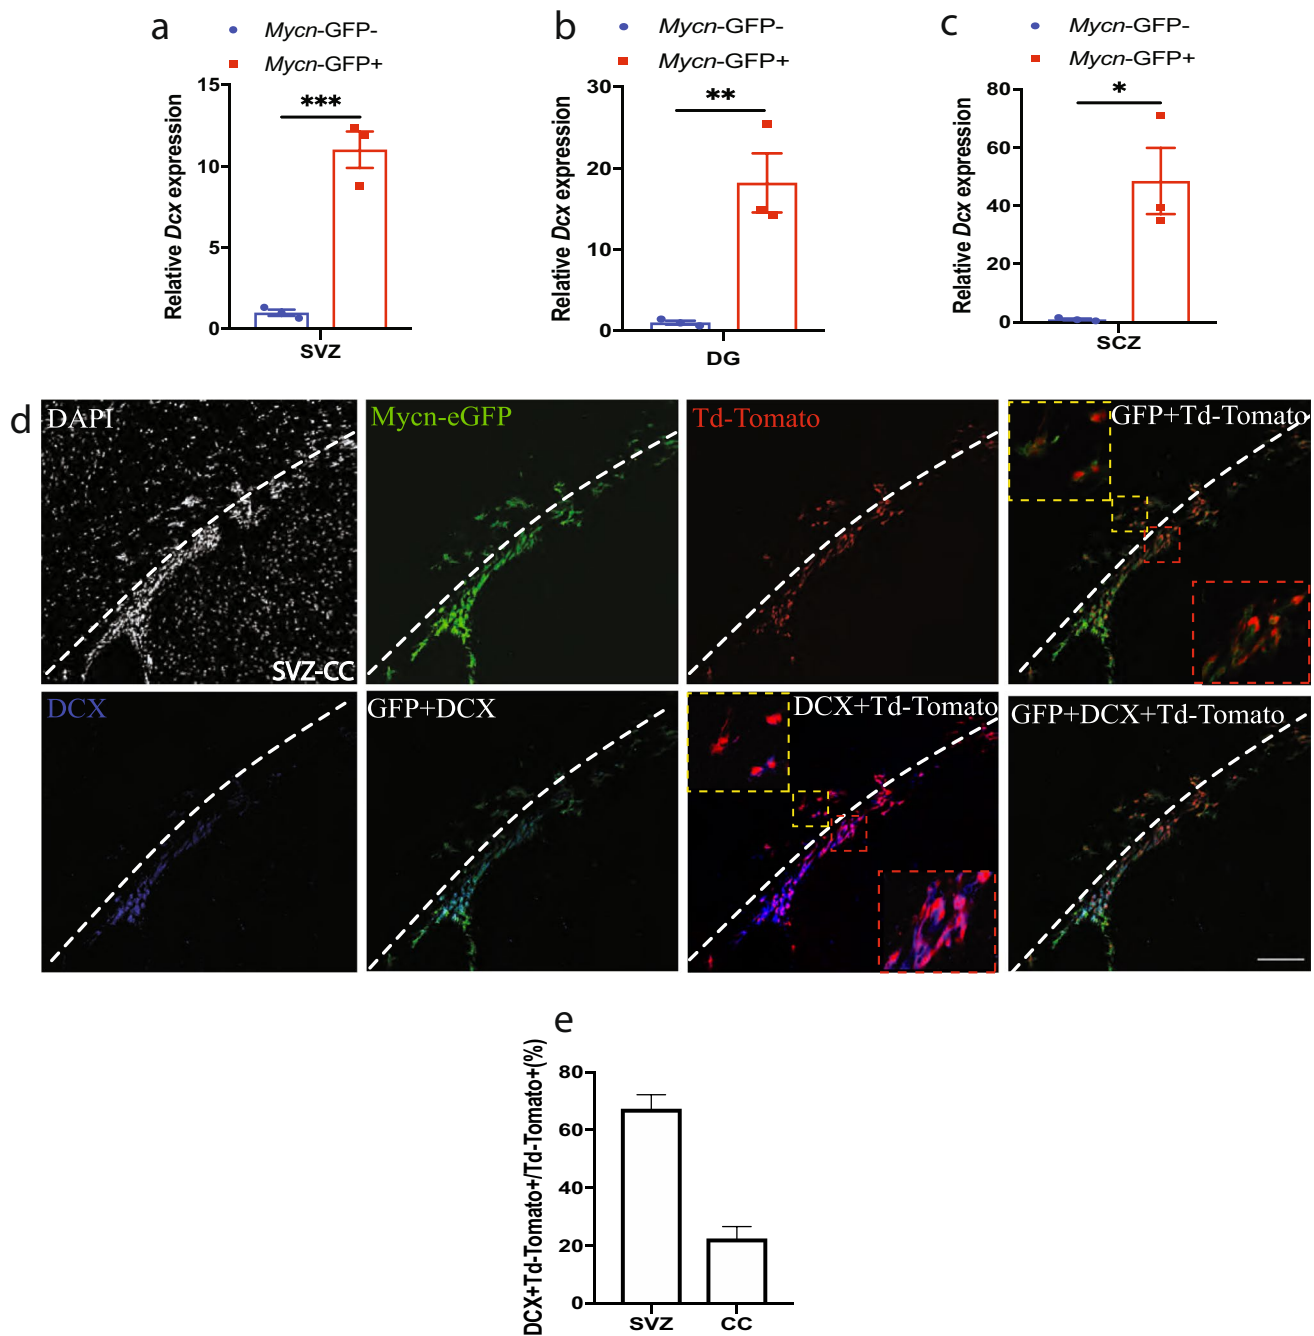 a
Mycn-GFP-
Mycn-GFP+
Relative Dcx expression
15
10
5
0
***
SVZ
b
Mycn-GFP-
Mycn-GFP+
Relative Dcx expression
30
20
10
0
**
DG
c
Mycn-GFP-
Mycn-GFP+
Relative Dcx expression
80
60
40
20
0
*
SCZ
d
DAPI
SVZ-CC
Mycn-eGFP
Td-Tomato
GFP+Td-Tomato
DCX
GFP+DCX
DCX+Td-Tomato
GFP+DCX+Td-Tomato
e
DCX+Td-Tomato+/Td-Tomato+(%)
80
60
40
20
0
SVZ
CC